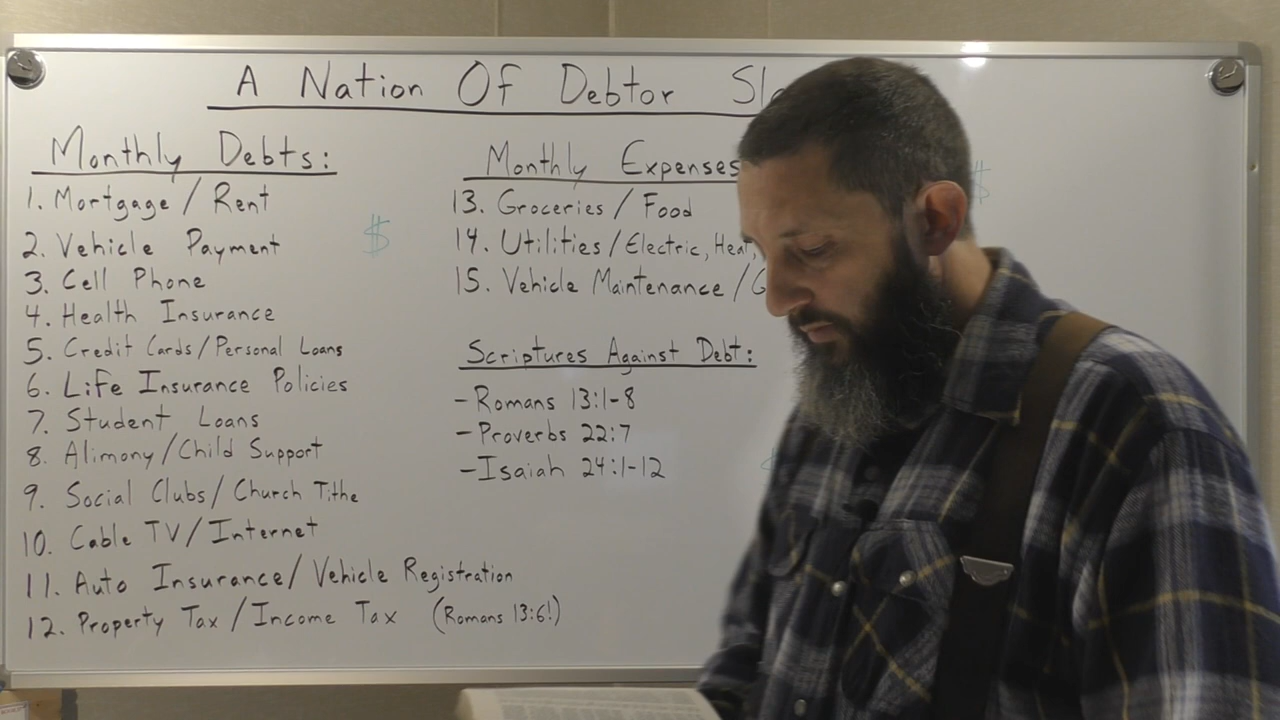 A Nation Of Debtor
Monthly Debts:
1. Mortgage / Rent
2. Vehicle Payment
$
3. Cell Phone
4. Health Insurance
5. Credit Cards / Personal Loans
6. Life Insurance Policies
7. Student Loans
8. Alimony / Child Support
9. Social Clubs / Church Tithe
10. Cable TV / Internet
11. Auto Insurance / Vehicle Registration
12. Property Tax / Income Tax (Romans 13:6!)
Monthly Expenses
$
13. Groceries / Food
14. Utilities / Electric, Heat,
15. Vehicle Maintenance /
Scriptures Against Debt:
- Romans 13:1-8
- Proverbs 22:7
- Isaiah 24:1-12